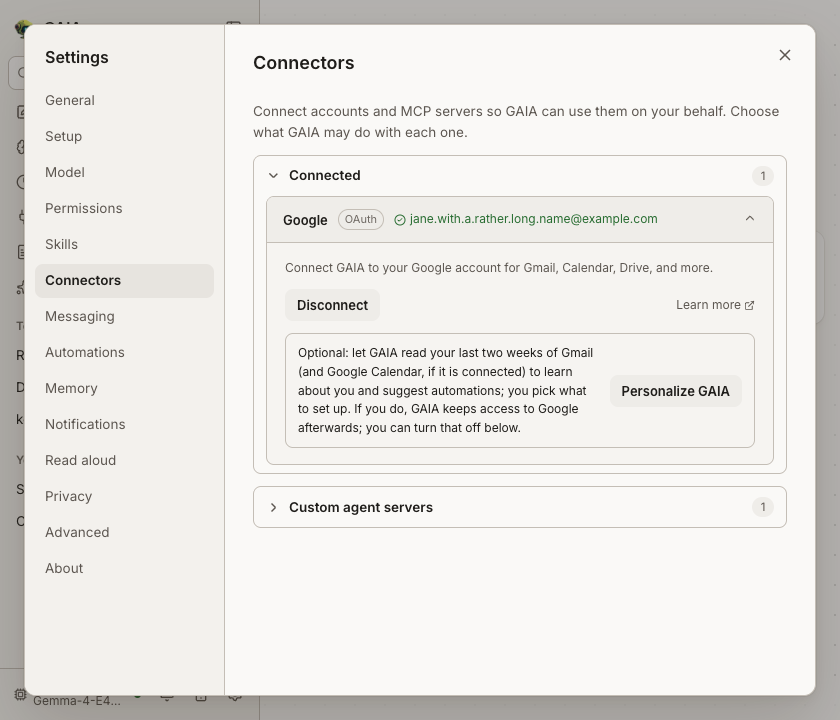 Settings
General
Setup
Model
Permissions
Skills
Connectors
Messaging
Automations
Memory
Notifications
Read aloud
Privacy
Advanced
About
Connectors
Connect accounts and MCP servers so GAIA can use them on your behalf. Choose
what GAIA may do with each one.
Connected 1
Google OAuth jane.with.a.rather.long.name@example.com
Connect GAIA to your Google account for Gmail, Calendar, Drive, and more.
Disconnect Learn more
Optional: let GAIA read your last two weeks of Gmail
(and Google Calendar, if it is connected) to learn
about you and suggest automations; you pick what
to set up. If you do, GAIA keeps access to Google
afterwards; you can turn that off below.
Personalize GAIA
Custom agent servers 1
Gemma-4-E4...